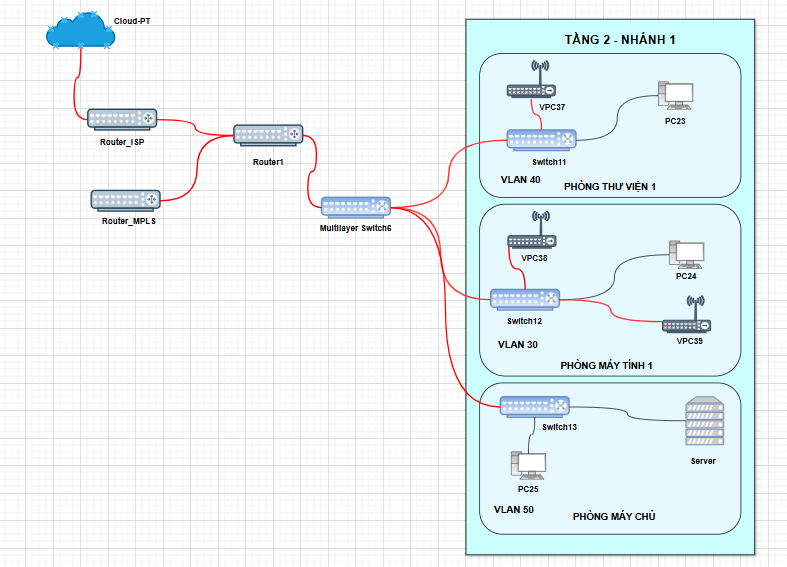 Cloud-PT
Router_ISP
Router1
Router_MPLS
Multilayer Switch6
TẦNG 2 - NHÁNH 1
VPC37
PC23
Switch11
VLAN 40
PHÒNG THƯ VIỆN 1
VPC38
PC24
Switch12
VPC39
VLAN 30
PHÒNG MÁY TÍNH 1
Switch13
Server
PC25
VLAN 50
PHÒNG MÁY CHỦ